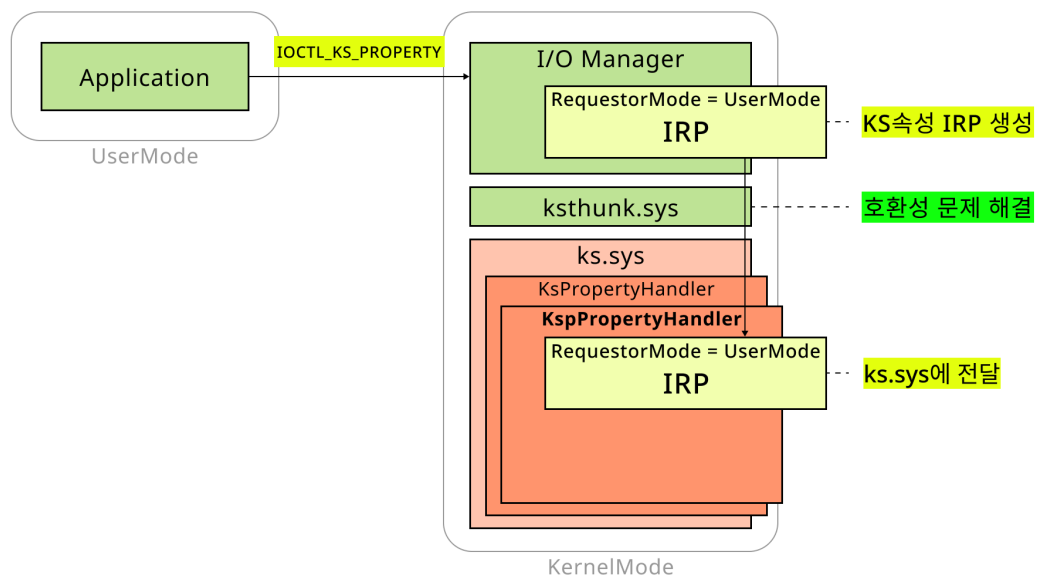 Application
UserMode
IOCTL_KS_PROPERTY
I/O Manager
RequestorMode = UserMode
IRP
KS속성 IRP 생성
ksthunk.sys
호환성 문제 해결
ks.sys
KsPropertyHandler
KspPropertyHandler
RequestorMode = UserMode
IRP
ks.sys에 전달
KernelMode